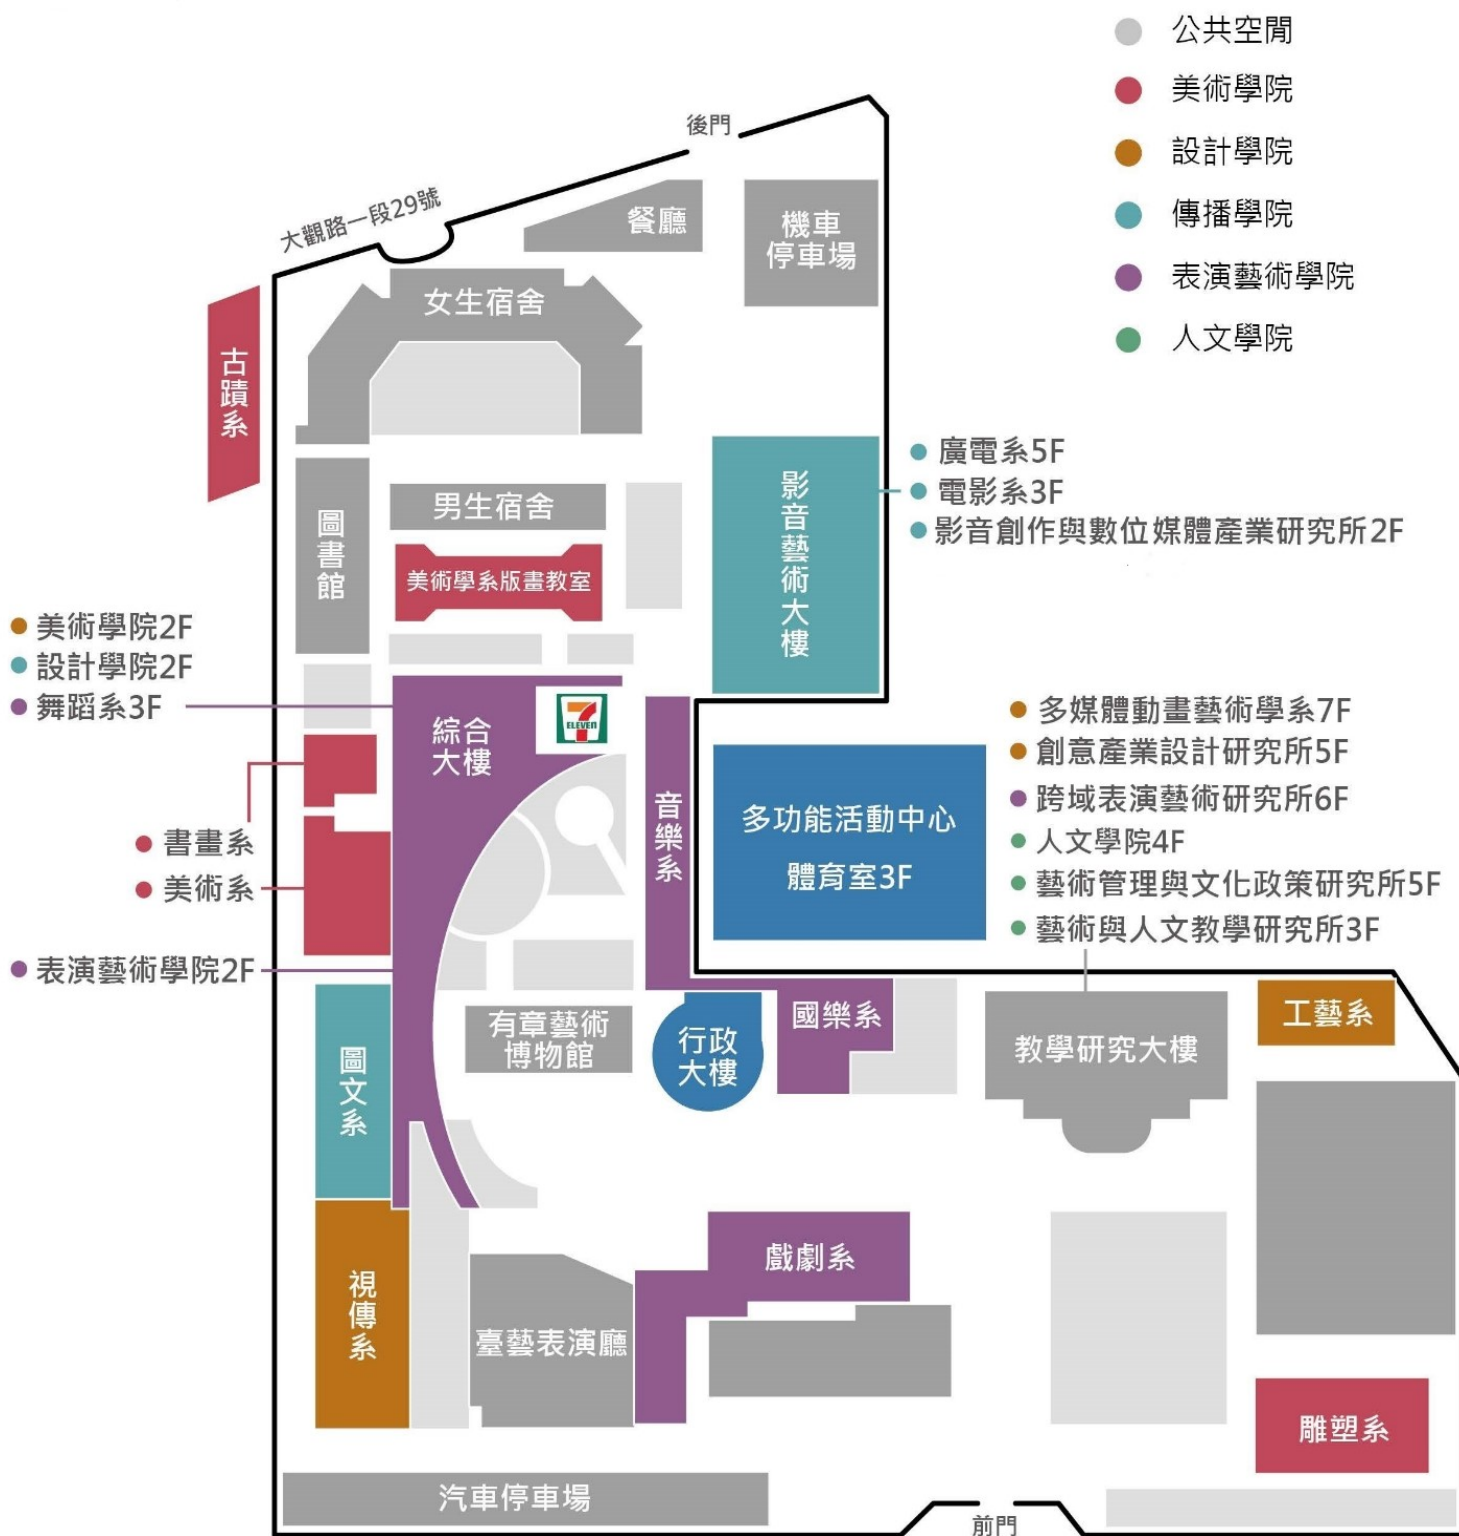 公共空閒
美術學院
設計學院
傳播學院
表演藝術學院
人文學院
後門
大觀路一段29號
餐廳
機車
停車場
女生宿舍
古蹟系
圖書館
男生宿舍
美術學系版畫教室
影音藝術大樓
廣電系5F
電影系3F
影音創作與數位媒體產業研究所2F
美術學院2F
設計學院2F
舞蹈系3F
綜合
大樓
7
ELEVEN
音樂系
書畫系
美術系
表演藝術學院2F
多功能活動中心
體育室3F
多媒體動畫藝術學系7F
創意產業設計研究所5F
跨域表演藝術研究所6F
人文學院4F
藝術管理與文化政策研究所5F
藝術與人文教學研究所3F
圖文系
有章藝術
博物館
行政
大樓
國樂系
教學研究大樓
工藝系
視傳系
臺藝表演廳
戲劇系
雕塑系
汽車停車場
前門